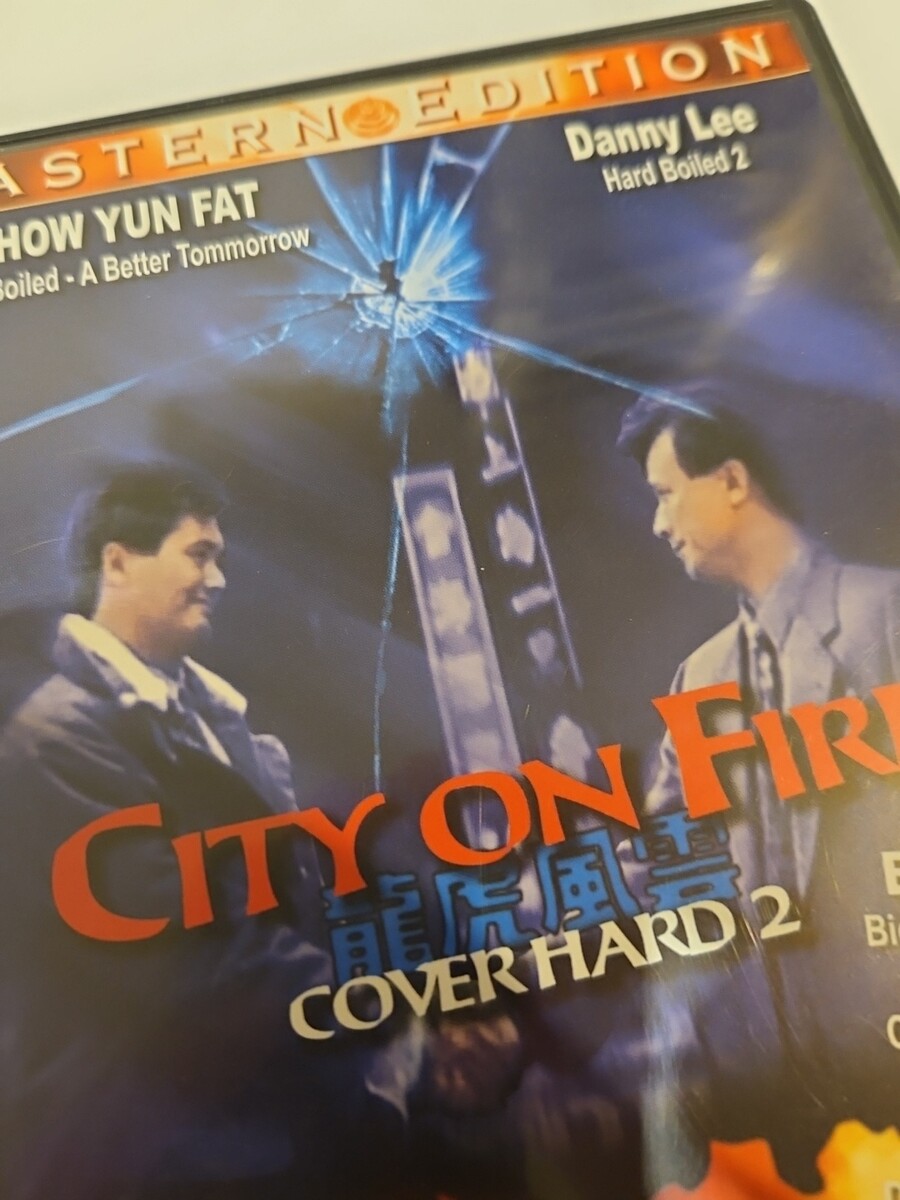 ASTERN EDITION
HOW YUN FAT
Boiled - A Better Tommorrow
Danny Lee
Hard Boiled 2
CITY ON FIRE
龍虎風雲
COVER HARD 2